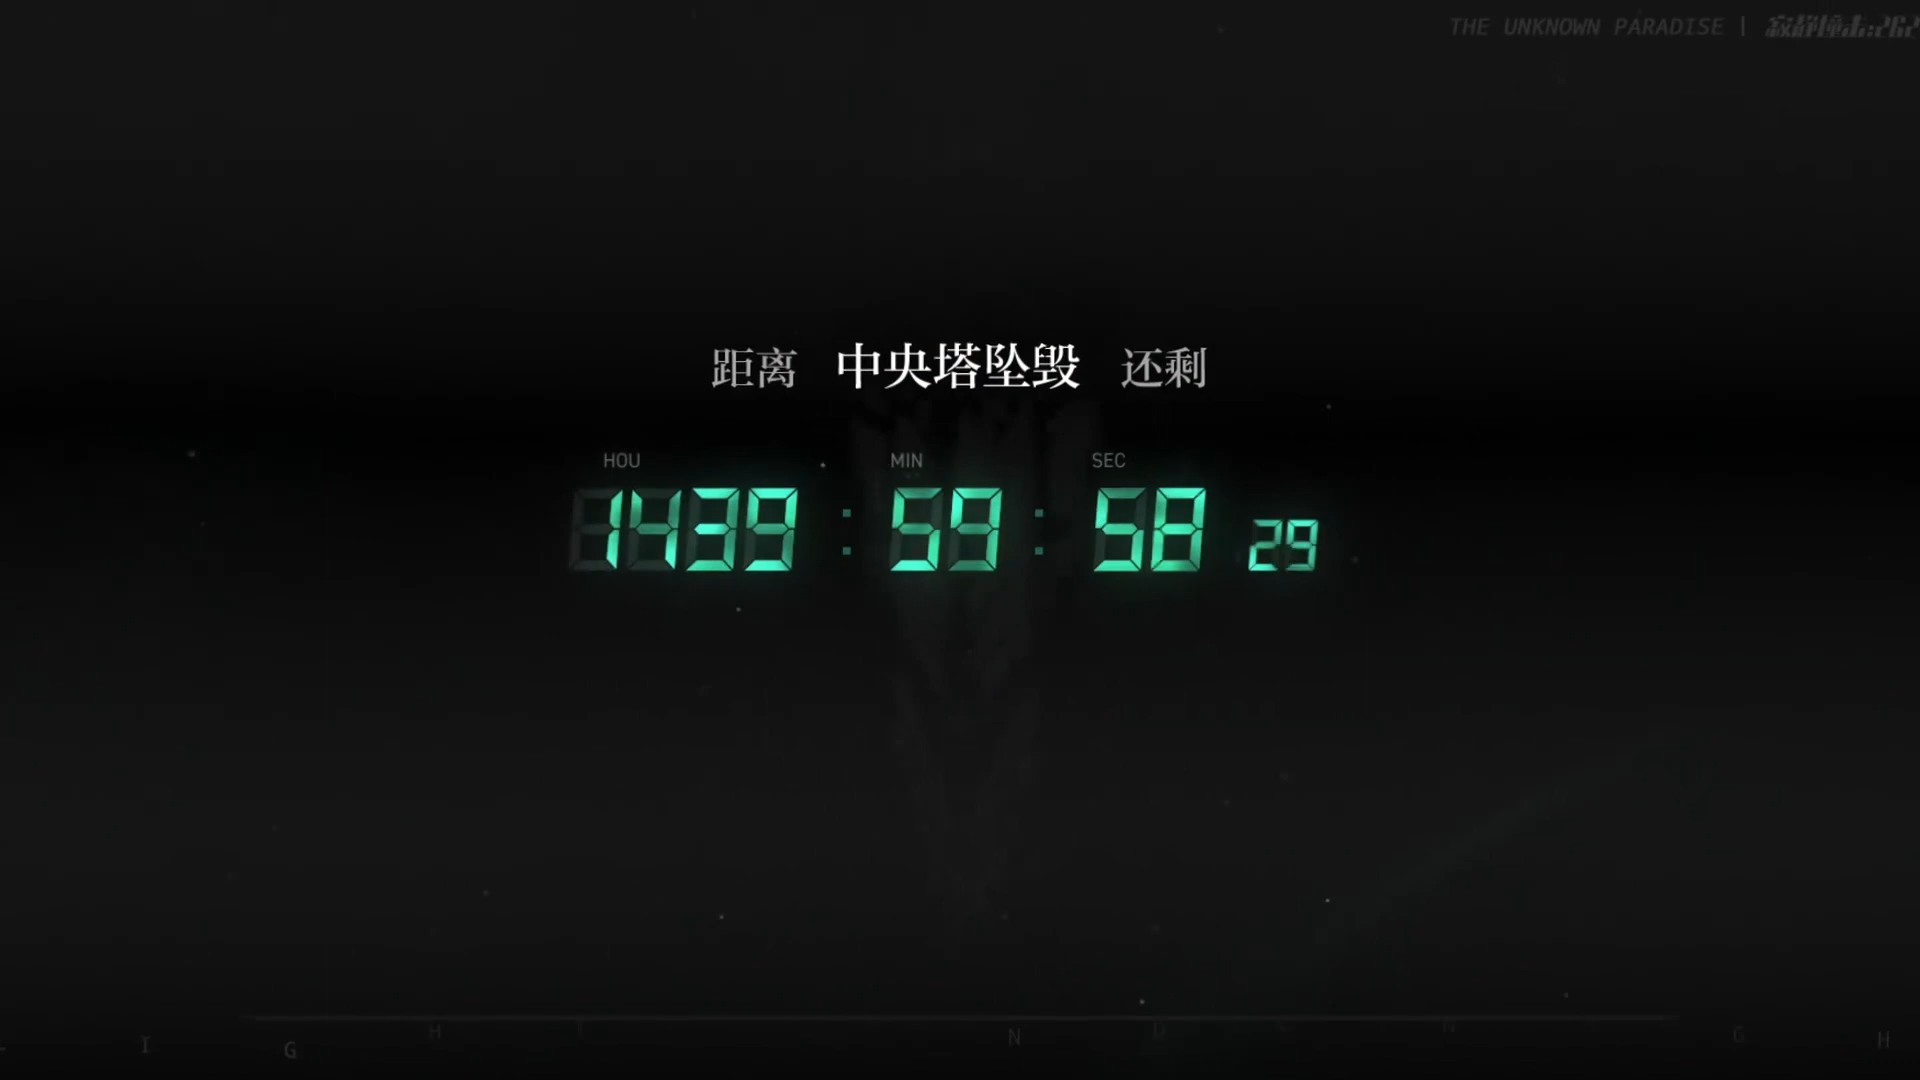 THE UNKNOWN PARADISE |
距离 中央塔坠毁 还剩
HOU MIN SEC
1439 : 59 : 58 29
I G H N G H